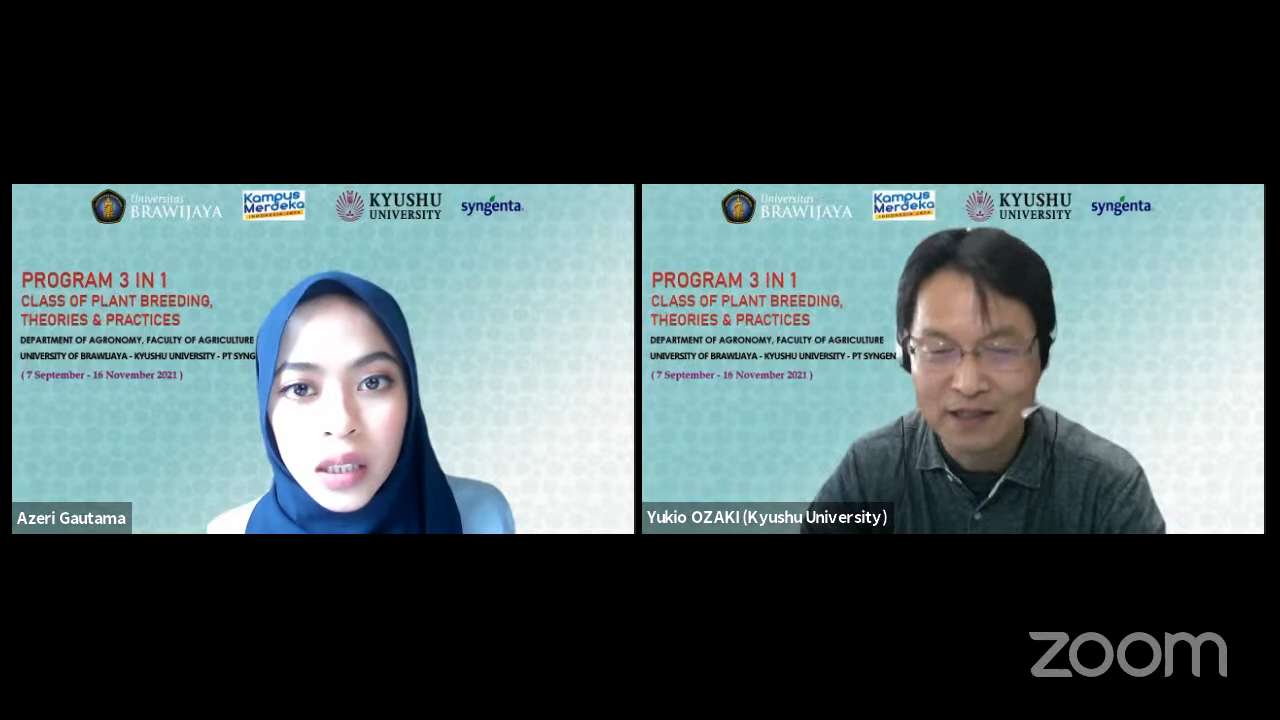 Universitas
BRAWIJAYA
Kampus
Merdeka
INDONESIA JAYA
KYUSHU
UNIVERSITY
syngenta
PROGRAM 3 IN 1
CLASS OF PLANT BREEDING,
THEORIES & PRACTICES
DEPARTMENT OF AGRONOMY, FACULTY OF AGRICULTURE
UNIVERSITY OF BRAWIJAYA - KYUSHU UNIVERSITY - PT SYNG
( 7 September - 16 November 2021 )
Azeri Gautama
Universitas
BRAWIJAYA
Kampus
Merdeka
INDONESIA JAYA
KYUSHU
UNIVERSITY
syngenta
PROGRAM 3 IN 1
CLASS OF PLANT BREEDING,
THEORIES & PRACTICES
DEPARTMENT OF AGRONOMY, FACULTY OF AGRICULTURE
UNIVERSITY OF BRAWIJAYA - KYUSHU UNIVERSITY - PT SYNGEN
( 7 September - 16 November 2021 )
Yukio OZAKI (Kyushu University)
zoom